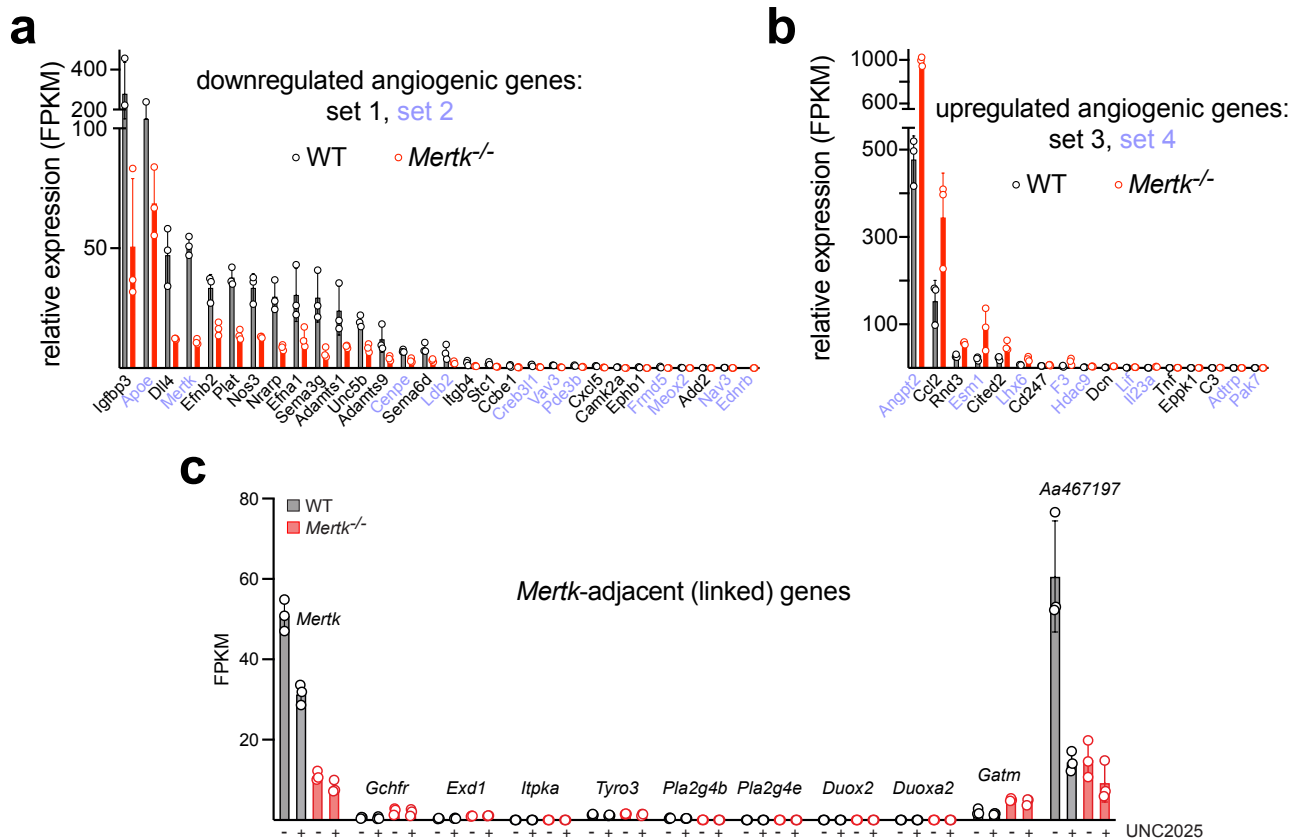 a
relative expression (FPKM)
400
200
100
50
downregulated angiogenic genes:
set 1, set 2
WT
Mertk-/-
Igfbp3
Apoe
Dll4
Mertk
Efnb2
Plat
Nos3
Nrarp
Efna1
Sema3g
Adamts1
Unc5b
Adamts9
Cenpe
Sema6d
Ldb2
Itgb4
Stc1
Ccbe1
Creb3l1
Vav3
Pde3b
Cxcl5
Camk2a
Ephb1
Frmd5
Meox2
Add2
Nav3
Ednrb
b
relative expression (FPKM)
1000
600
500
300
100
upregulated angiogenic genes:
set 3, set 4
WT
Mertk-/-
Angpt2
Ccl2
Rnd3
Esm1
Cited2
Lhx6
Cd247
F3
Hdac9
Dcn
Lif
Il23a
Tnf
Eppk1
C3
Adtrp
Pak7
c
FPKM
80
60
40
20
WT
Mertk-/-
Mertk-adjacent (linked) genes
Mertk
Gchfr
Exd1
Itpka
Tyro3
Pla2g4b
Pla2g4e
Duox2
Duoxa2
Gatm
Aa467197
- + - + - + - + - + - + - + - + - + - + - + - + - + - + - + - + - + - + - + - + - + - + UNC2025